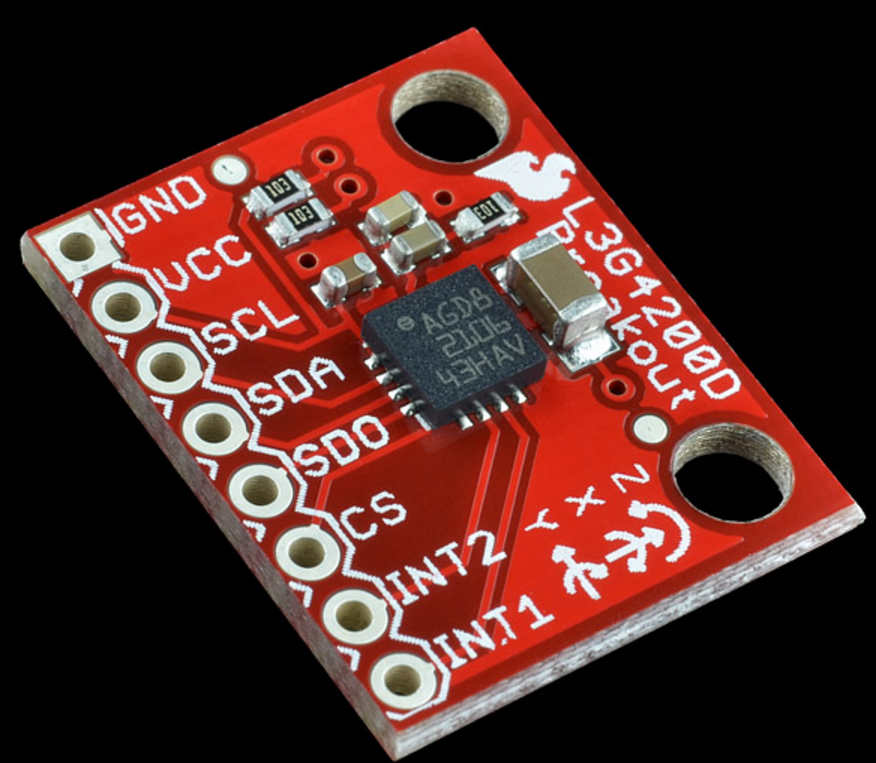 GND
VCC
SCL
SDA
SDO
CS
INT2
INT1
103
103
103
AGD8
2106
43HAV
L3G4200D
Breakout
Y X Z